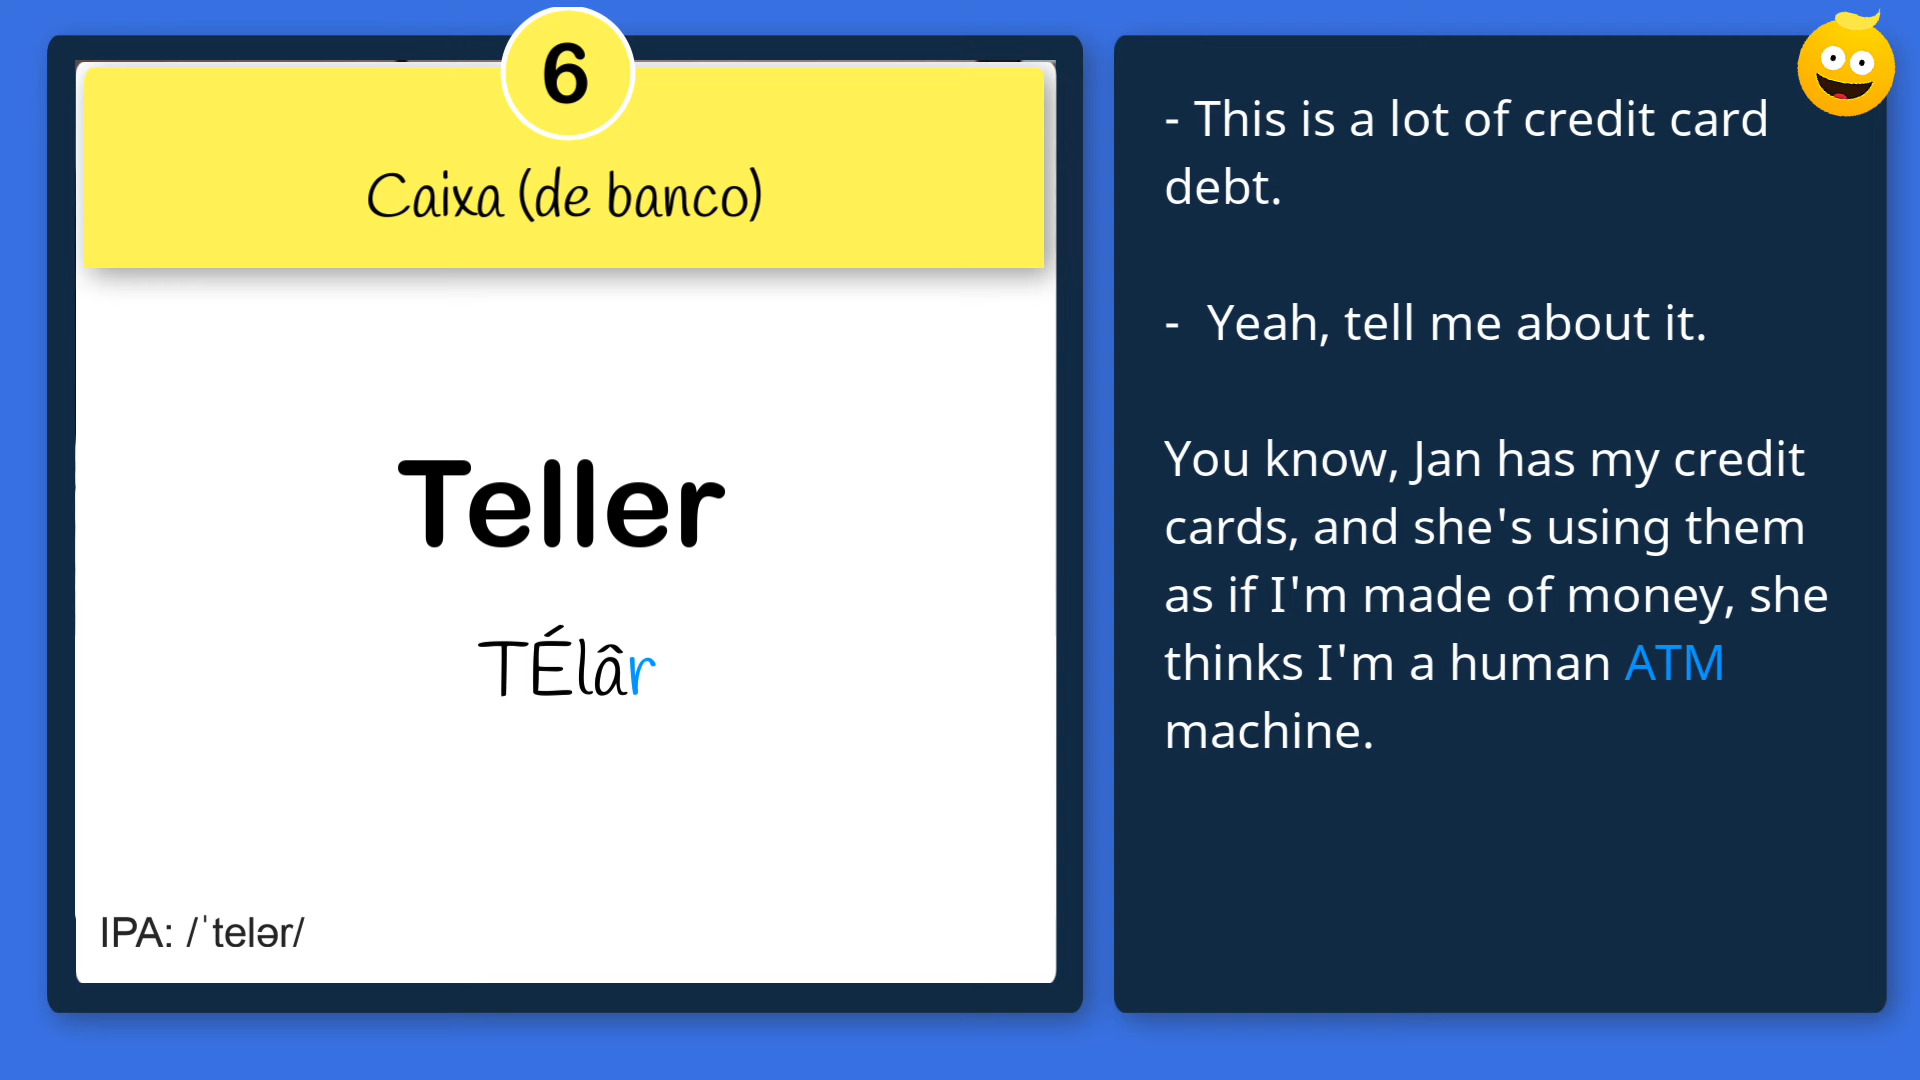 6
Caixa (de banco)
Teller
TÉlâr
IPA: /ˈtelər/
- This is a lot of credit card
debt.
- Yeah, tell me about it.
You know, Jan has my credit
cards, and she's using them
as if I'm made of money, she
thinks I'm a human ATM
machine.